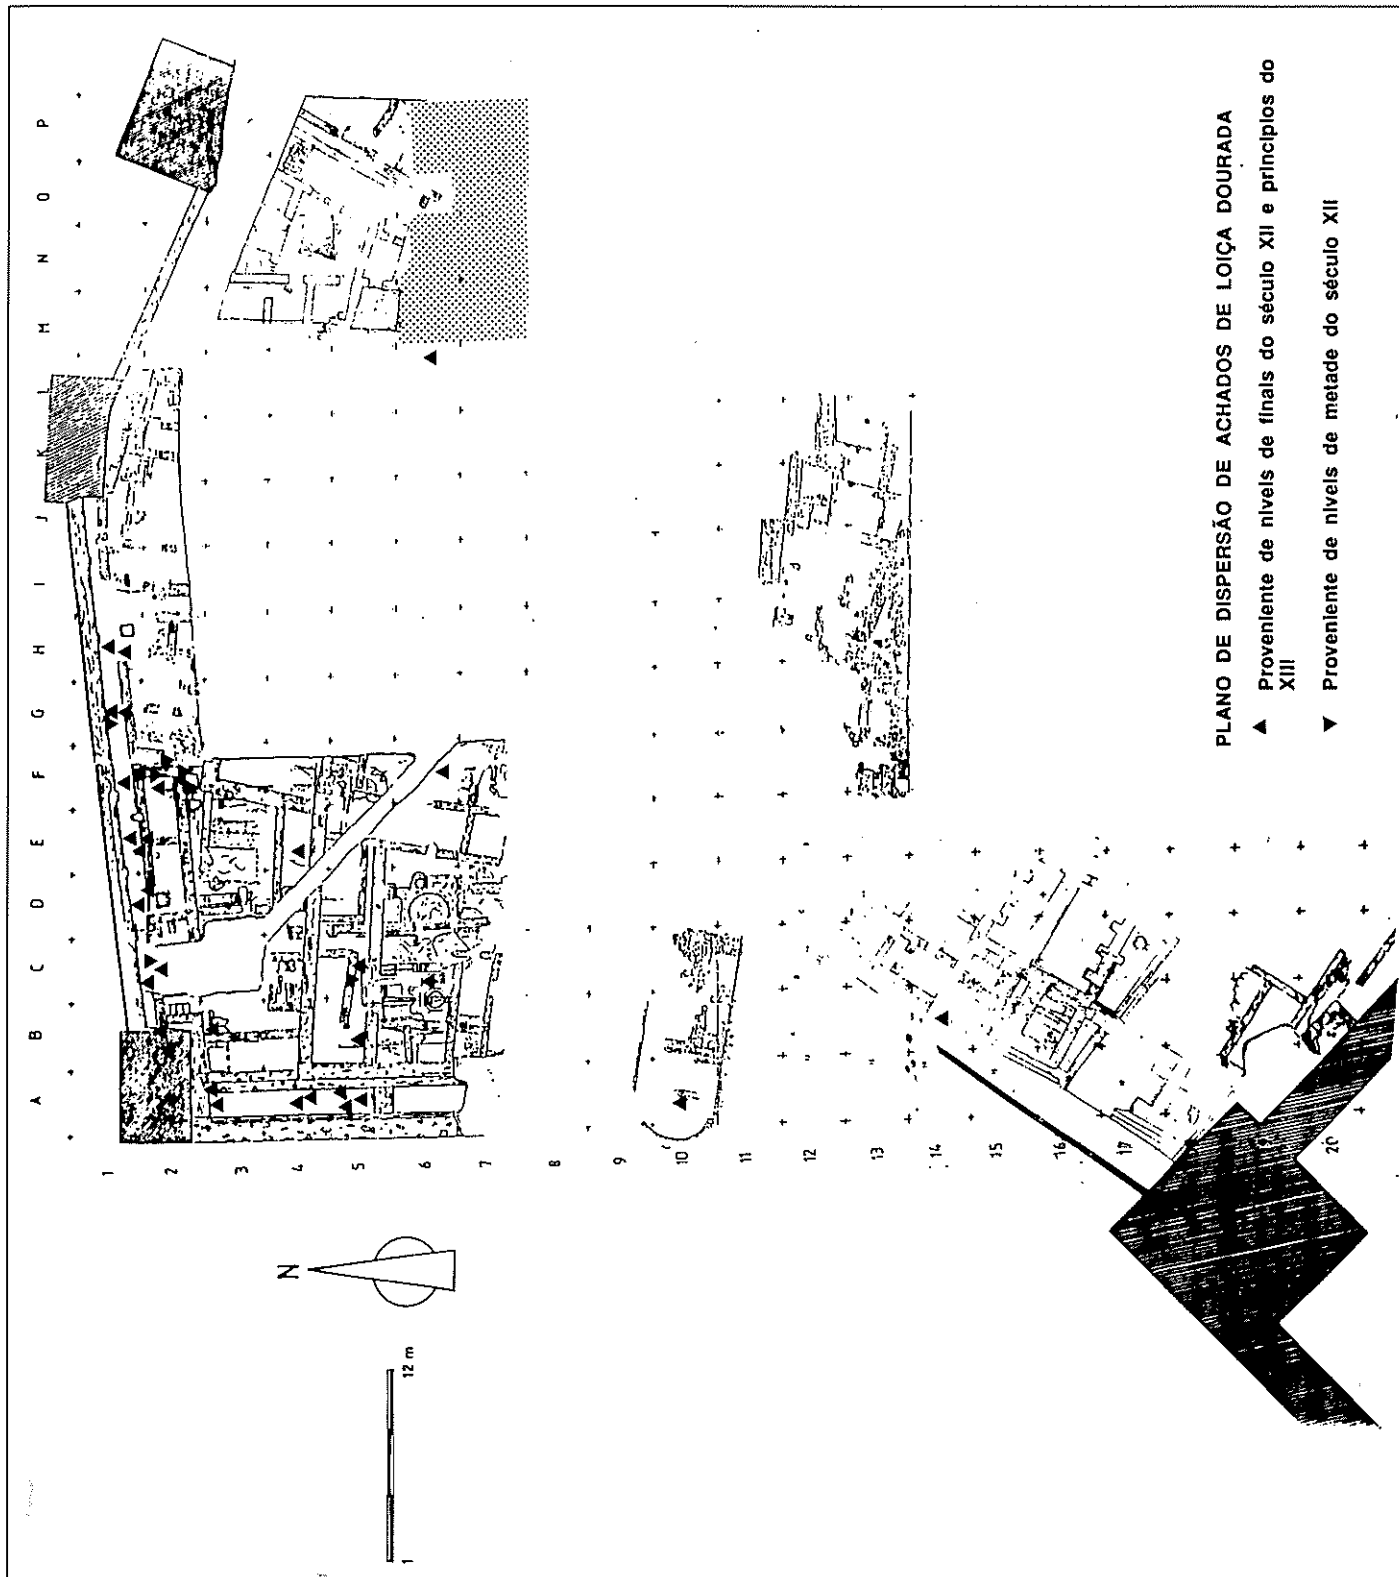 A B C D E F G H I J K L M N O P
1
2
3
4
5
6
7
8
9
10
11
12
13
14
15
16
17
20
N
1 12 m
PLANO DE DISPERSÃO DE ACHADOS DE LOIÇA DOURADA
▲ Proveniente de níveis de finais do século XII e princípios do
XIII
▼ Proveniente de níveis de metade do século XII